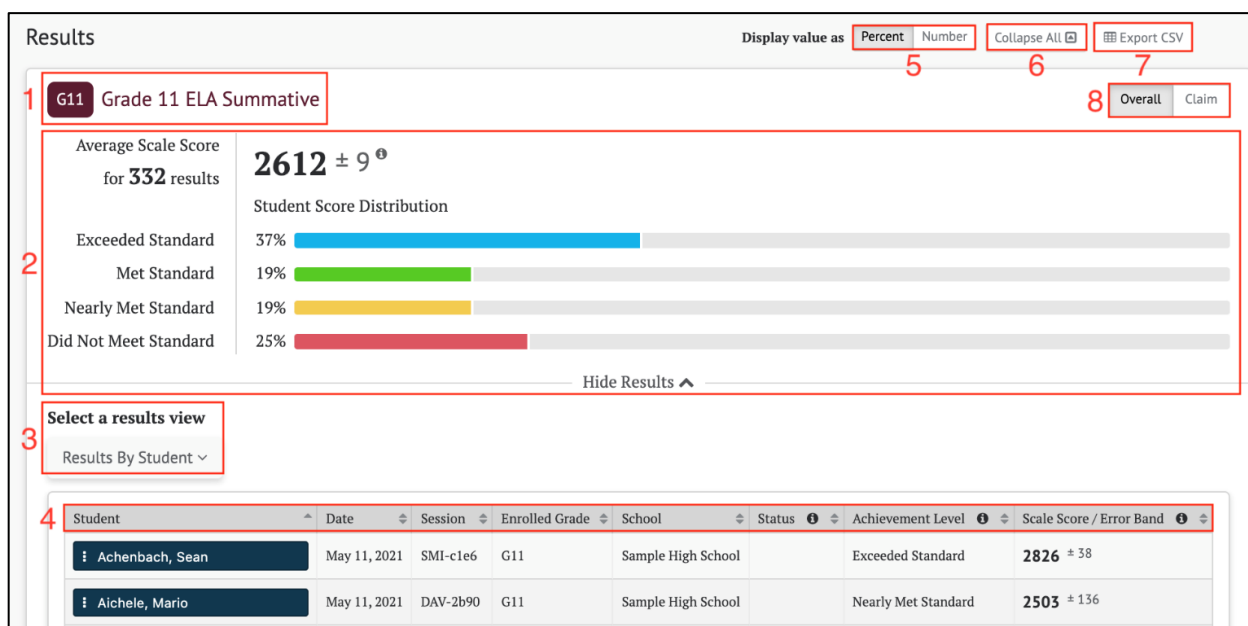 Results
Display value as Percent Number Collapse All Export CSV
5 6 7
1 G11 Grade 11 ELA Summative
8 Overall Claim
Average Scale Score
for 332 results
2612 ± 9
Student Score Distribution
2
Exceeded Standard 37%
Met Standard 19%
Nearly Met Standard 19%
Did Not Meet Standard 25%
Hide Results
3
Select a results view
Results By Student
4 Student Date Session Enrolled Grade School Status Achievement Level Scale Score / Error Band
Achenbach, Sean May 11, 2021 SMI-c1e6 G11 Sample High School Exceeded Standard 2826 ± 38
Aichele, Mario May 11, 2021 DAV-2b90 G11 Sample High School Nearly Met Standard 2503 ± 136